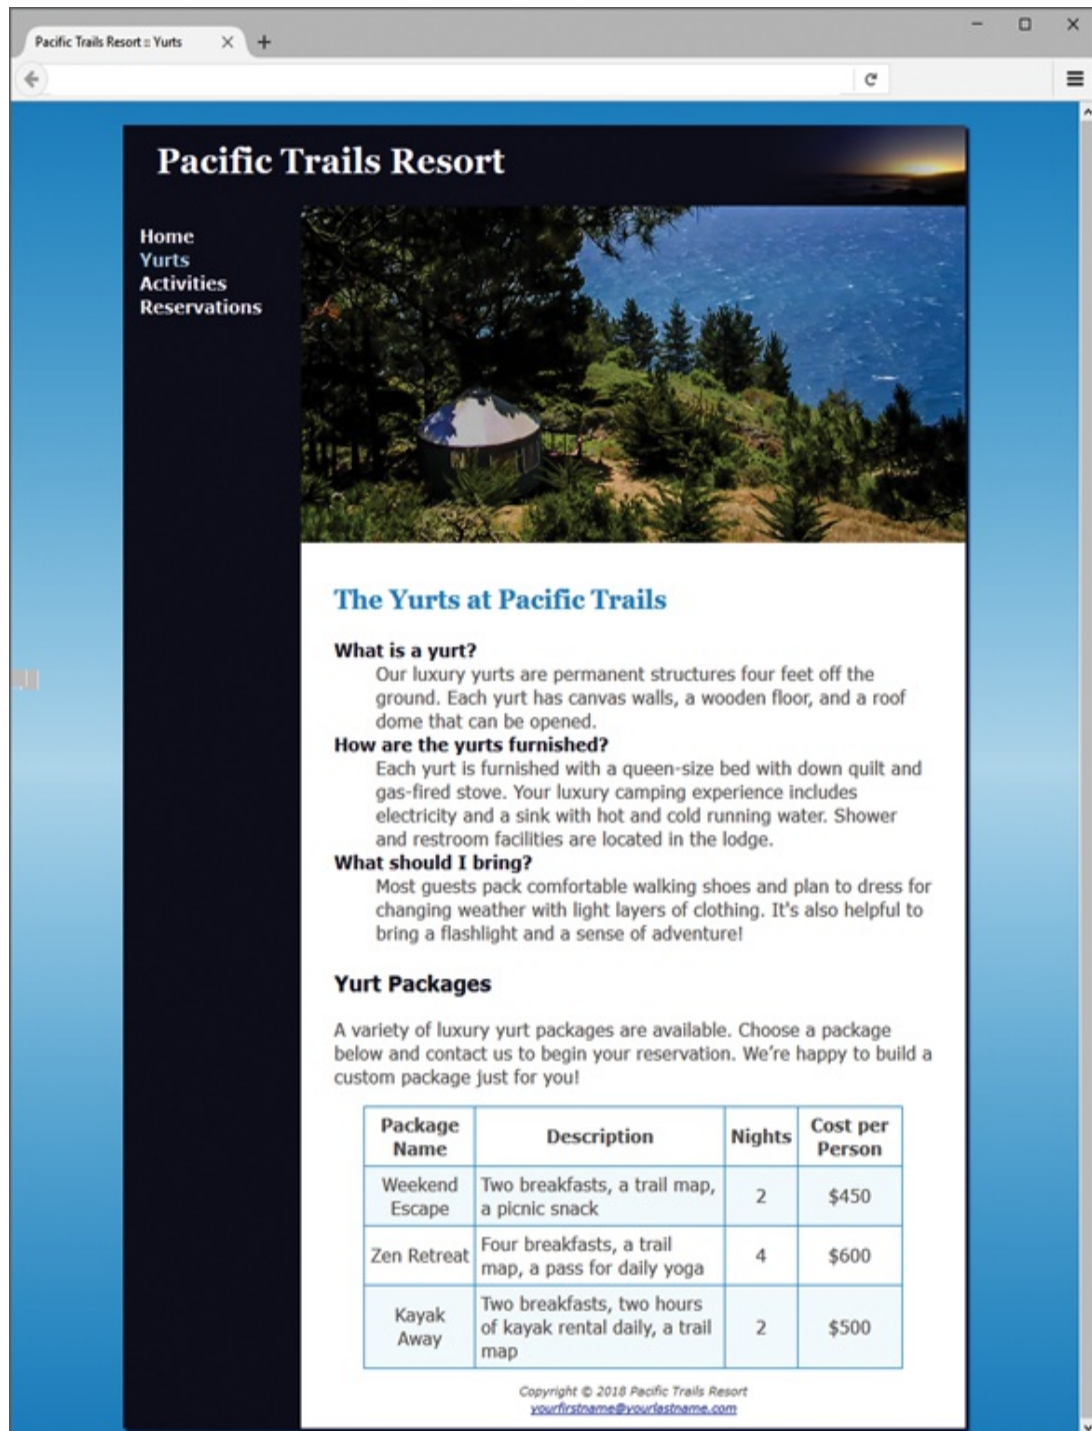 Pacific Trails Resort :: Yurts
Pacific Trails Resort
Home
Yurts
Activities
Reservations
The Yurts at Pacific Trails
What is a yurt?
Our luxury yurts are permanent structures four feet off the
ground. Each yurt has canvas walls, a wooden floor, and a roof
dome that can be opened.
How are the yurts furnished?
Each yurt is furnished with a queen-size bed with down quilt and
gas-fired stove. Your luxury camping experience includes
electricity and a sink with hot and cold running water. Shower
and restroom facilities are located in the lodge.
What should I bring?
Most guests pack comfortable walking shoes and plan to dress for
changing weather with light layers of clothing. It's also helpful to
bring a flashlight and a sense of adventure!
Yurt Packages
A variety of luxury yurt packages are available. Choose a package
below and contact us to begin your reservation. We’re happy to build a
custom package just for you!
Package Name Description Nights Cost per Person
Weekend Escape Two breakfasts, a trail map, a picnic snack 2 $450
Zen Retreat Four breakfasts, a trail map, a pass for daily yoga 4 $600
Kayak Away Two breakfasts, two hours of kayak rental daily, a trail map 2 $500
Copyright © 2018 Pacific Trails Resort
yourfirstname@yourlastname.com